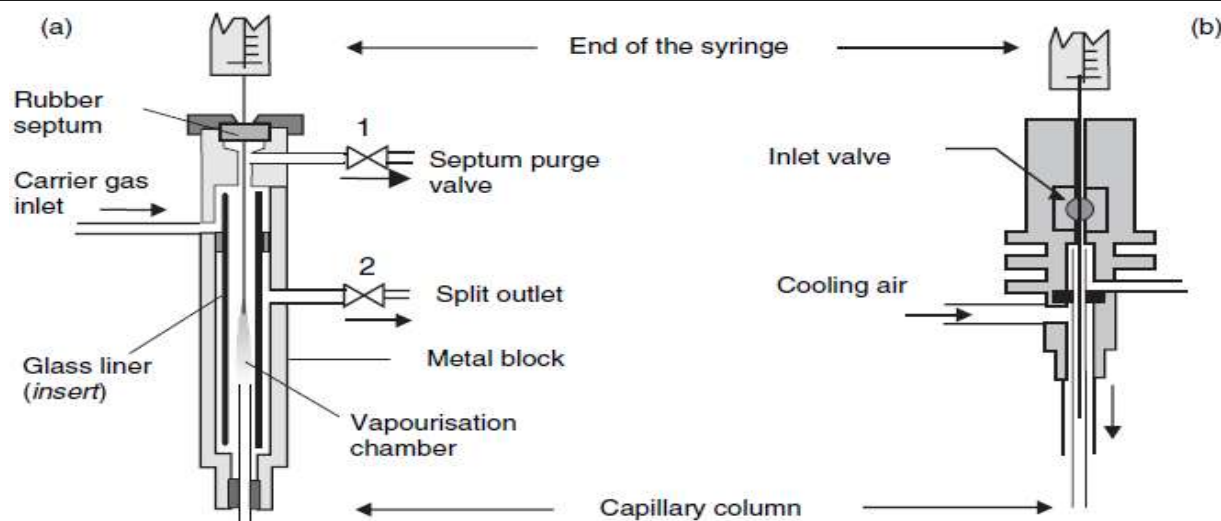 (a)
End of the syringe
(b)
Rubber
septum
1
Septum purge
valve
Inlet valve
Carrier gas
inlet
2
Split outlet
Cooling air
Glass liner
(insert)
Metal block
Vapourisation
chamber
Capillary column